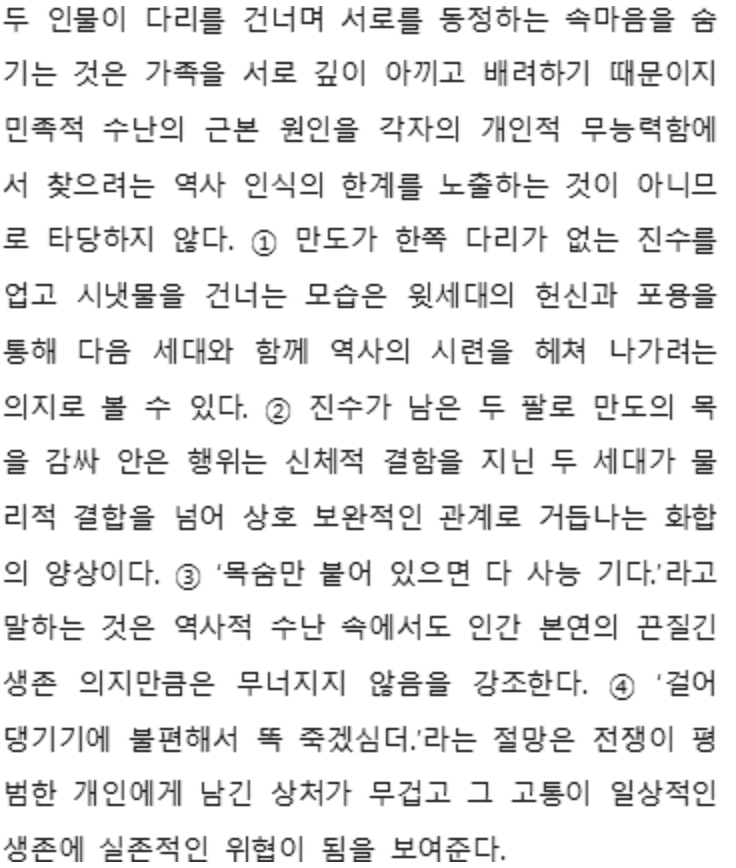 두 인물이 다리를 건너며 서로를 동정하는 속마음을 숨
기는 것은 가족을 서로 깊이 아끼고 배려하기 때문이지
민족적 수난의 근본 원인을 각자의 개인적 무능력함에
서 찾으려는 역사 인식의 한계를 노출하는 것이 아니므
로 타당하지 않다. ① 만도가 한쪽 다리가 없는 진수를
업고 시냇물을 건너는 모습은 윗세대의 헌신과 포용을
통해 다음 세대와 함께 역사의 시련을 헤쳐 나가려는
의지로 볼 수 있다. ② 진수가 남은 두 팔로 만도의 목
을 감싸 안은 행위는 신체적 결함을 지닌 두 세대가 물
리적 결합을 넘어 상호 보완적인 관계로 거듭나는 화합
의 양상이다. ③ '목숨만 붙어 있으면 다 사능 기다.'라고
말하는 것은 역사적 수난 속에서도 인간 본연의 끈질긴
생존 의지만큼은 무너지지 않음을 강조한다. ④ '걸어
댕기기에 불편해서 똑 죽겠심더.'라는 절망은 전쟁이 평
범한 개인에게 남긴 상처가 무겁고 그 고통이 일상적인
생존에 실존적인 위협이 됨을 보여준다.